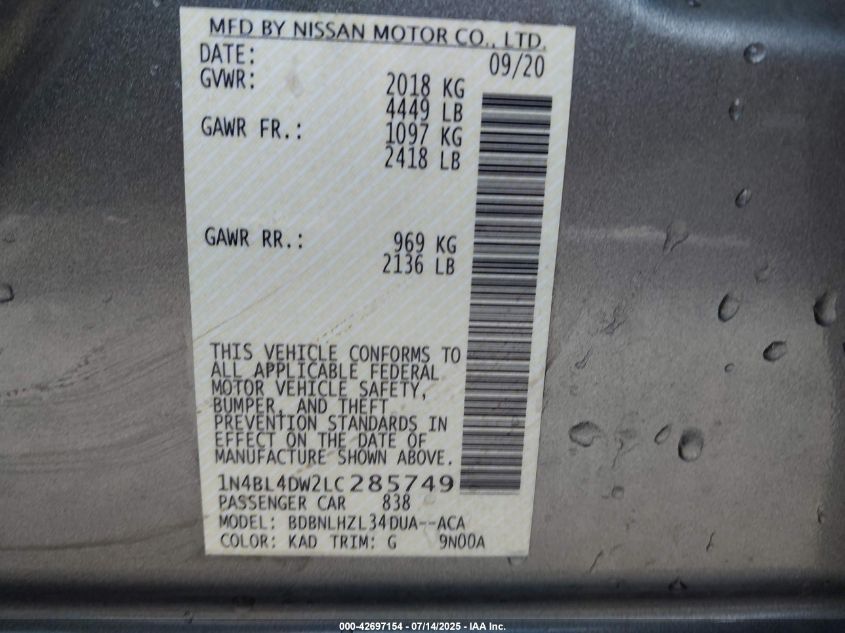 MFD BY NISSAN MOTOR CO., LTD.
DATE: 09/20
GVWR: 2018 KG
4449 LB
GAWR FR.: 1097 KG
2418 LB
GAWR RR.: 969 KG
2136 LB
THIS VEHICLE CONFORMS TO
ALL APPLICABLE FEDERAL
MOTOR VEHICLE SAFETY,
BUMPER, AND THEFT
PREVENTION STANDARDS IN
EFFECT ON THE DATE OF
MANUFACTURE SHOWN ABOVE.
1N4BL4DW2LC285749
PASSENGER CAR 838
MODEL: BDBNLHZL34DUA--ACA
COLOR: KAD TRIM: G 9N00A
000-42697154 - 07/14/2025 - IAA Inc.